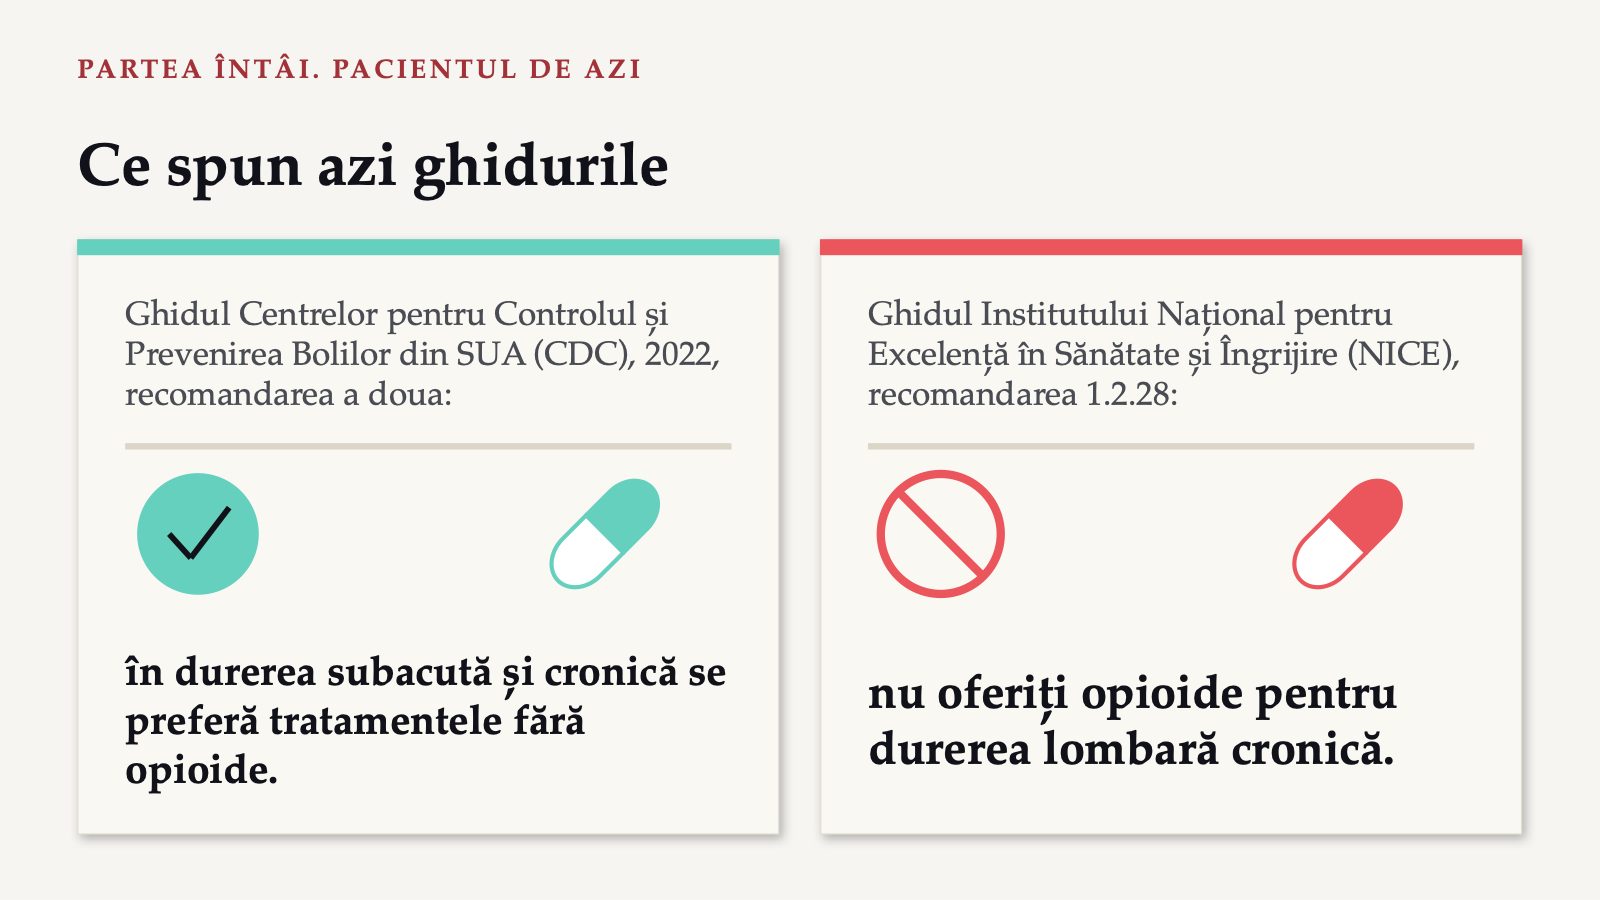 PARTEA ÎNTÂI. PACIENTUL DE AZI
Ce spun azi ghidurile
Ghidul Centrelor pentru Controlul și
Prevenirea Bolilor din SUA (CDC), 2022,
recomandarea a doua:
în durerea subacută și cronică se
preferă tratamentele fără
opioide.
Ghidul Institutului Național pentru
Excelență în Sănătate și Îngrijire (NICE),
recomandarea 1.2.28:
nu oferiți opioide pentru
durerea lombară cronică.